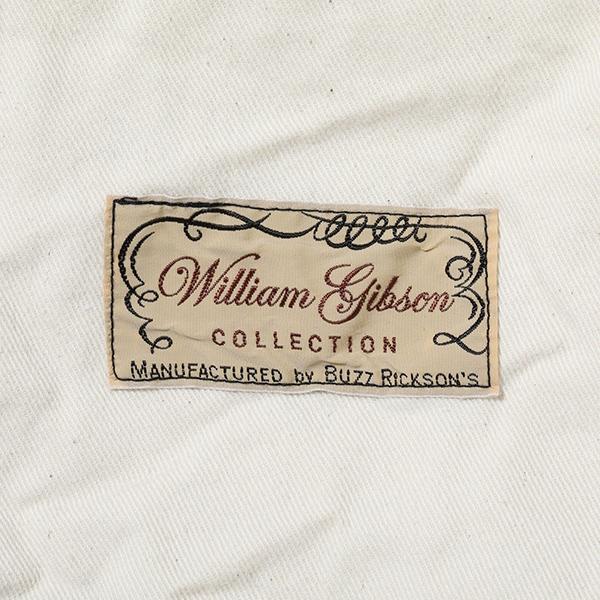 William Gibson
COLLECTION
MANUFACTURED by BUZZ RICKSON'S